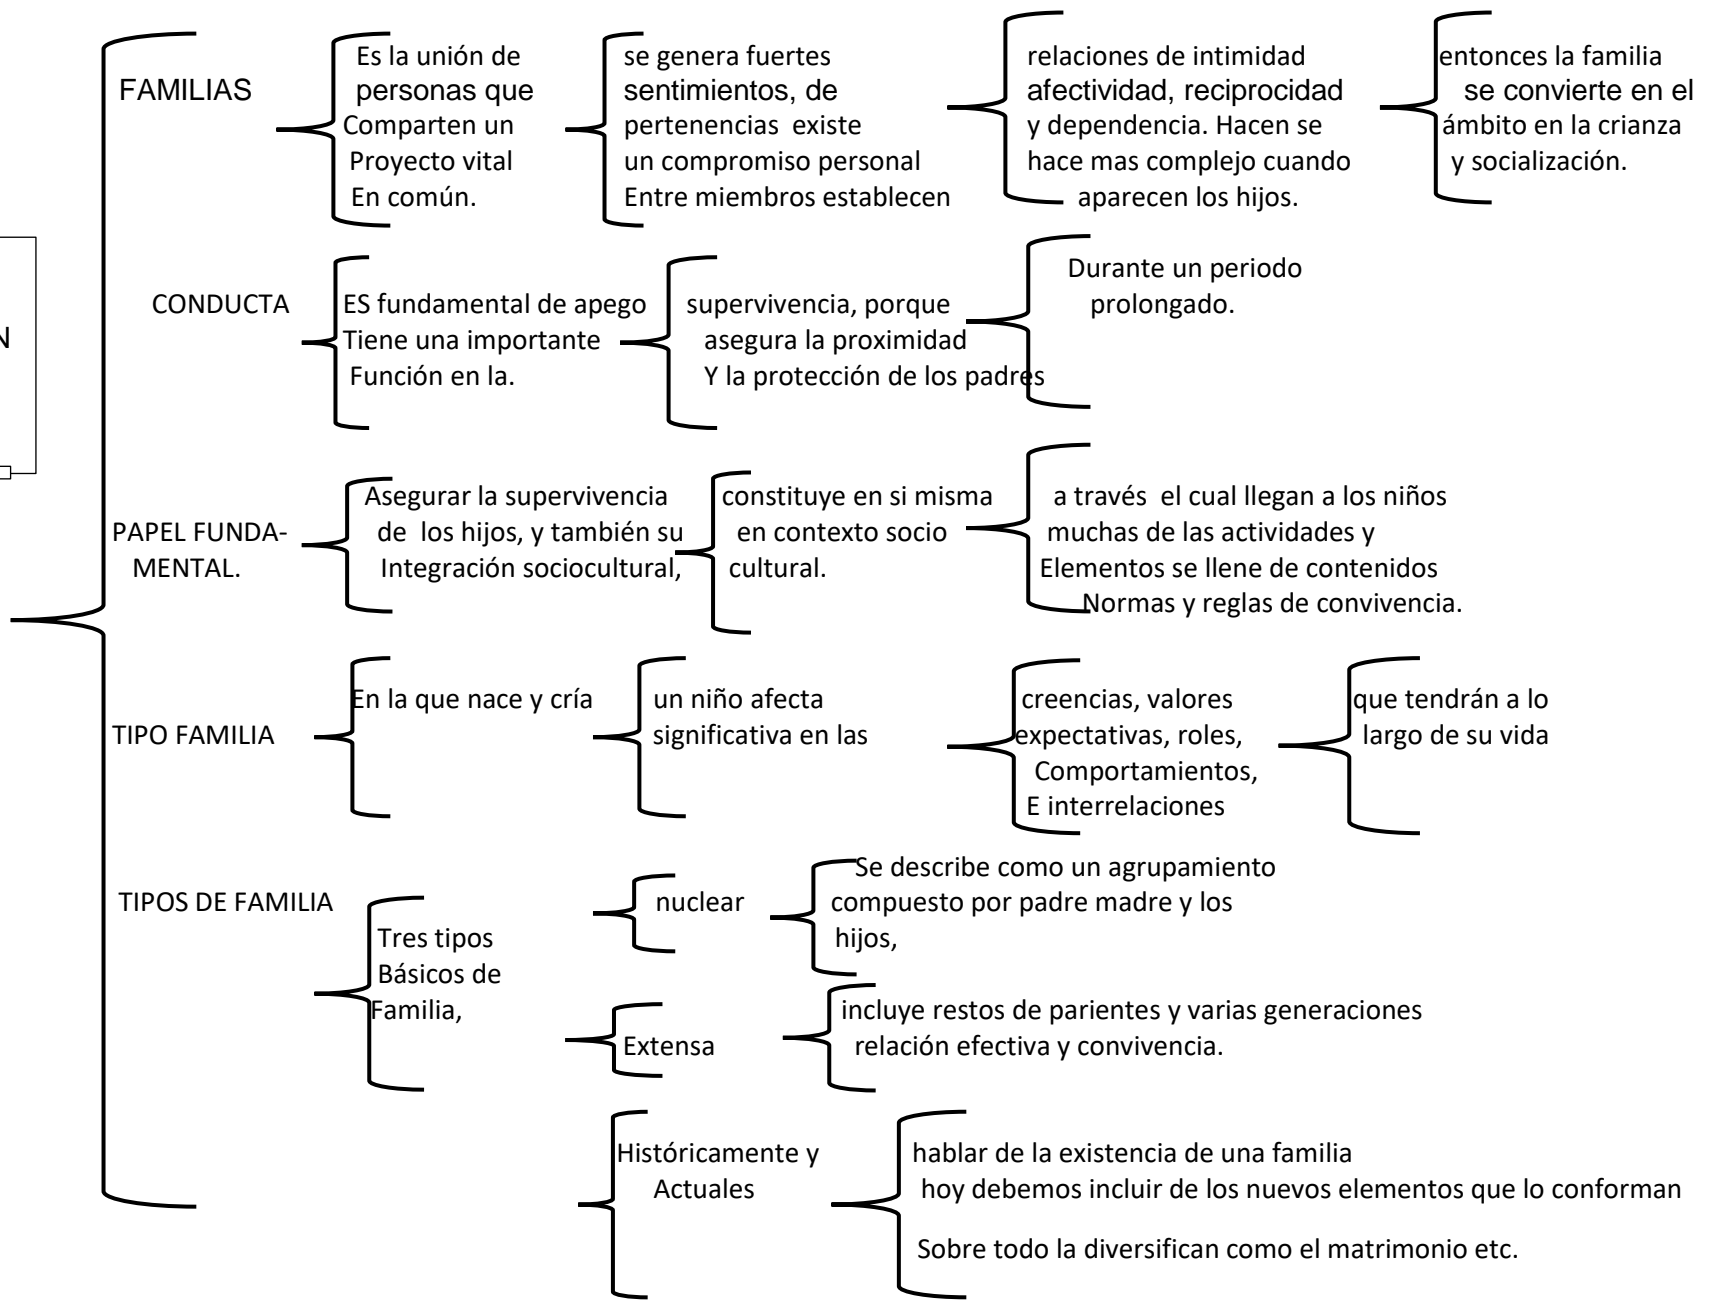 N
FAMILIAS
Es la unión de
personas que
Comparten un
Proyecto vital
En común.
se genera fuertes
sentimientos, de
pertenencias existe
un compromiso personal
Entre miembros establecen
relaciones de intimidad
afectividad, reciprocidad
y dependencia. Hacen se
hace mas complejo cuando
aparecen los hijos.
entonces la familia
se convierte en el
ámbito en la crianza
y socialización.
CONDUCTA
ES fundamental de apego
Tiene una importante
Función en la.
supervivencia, porque
asegura la proximidad
Y la protección de los padres
Durante un periodo
prolongado.
PAPEL FUNDA-
MENTAL.
Asegurar la supervivencia
de los hijos, y también su
Integración sociocultural,
constituye en si misma
en contexto socio
cultural.
a través el cual llegan a los niños
muchas de las actividades y
Elementos se llene de contenidos
Normas y reglas de convivencia.
TIPO FAMILIA
En la que nace y cría
un niño afecta
significativa en las
creencias, valores
expectativas, roles,
Comportamientos,
E interrelaciones
que tendrán a lo
largo de su vida
TIPOS DE FAMILIA
Tres tipos
Básicos de
Familia,
nuclear
Se describe como un agrupamiento
compuesto por padre madre y los
hijos,
Extensa
incluye restos de parientes y varias generaciones
relación efectiva y convivencia.
Históricamente y
Actuales
hablar de la existencia de una familia
hoy debemos incluir de los nuevos elementos que lo conforman
Sobre todo la diversifican como el matrimonio etc.